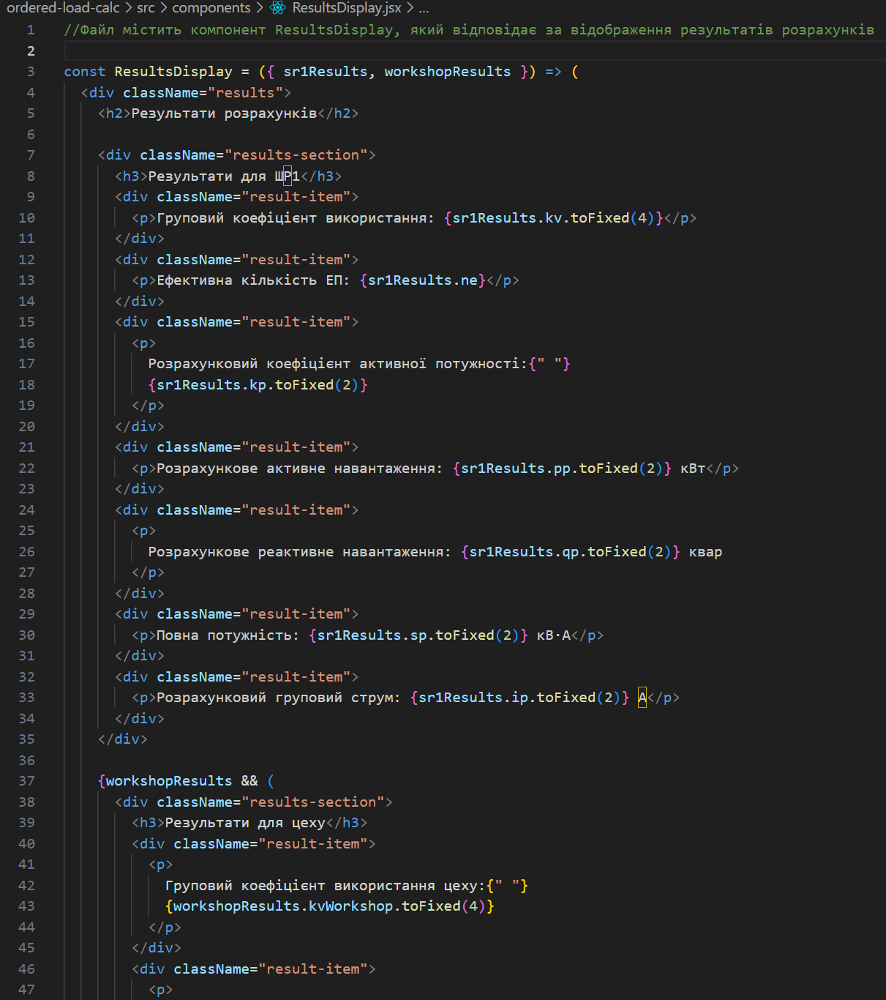 ordered-load-calc > src > components > ResultsDisplay.jsx > ...
1 //Файл містить компонент ResultsDisplay, який відповідає за відображення результатів розрахунків
2
3 const ResultsDisplay = ({ sr1Results, workshopResults }) => (
4 <div className="results">
5 <h2>Результати розрахунків</h2>
6
7 <div className="results-section">
8 <h3>Результати для ШР1</h3>
9 <div className="result-item">
10 <p>Груповий коефіцієнт використання: {sr1Results.kv.toFixed(4)}</p>
11 </div>
12 <div className="result-item">
13 <p>Ефективна кількість ЕП: {sr1Results.ne}</p>
14 </div>
15 <div className="result-item">
16 <p>
17 Розрахунковий коефіцієнт активної потужності:{" "}
18 {sr1Results.kp.toFixed(2)}
19 </p>
20 </div>
21 <div className="result-item">
22 <p>Розрахункове активне навантаження: {sr1Results.pp.toFixed(2)} кВт</p>
23 </div>
24 <div className="result-item">
25 <p>
26 Розрахункове реактивне навантаження: {sr1Results.qp.toFixed(2)} квар
27 </p>
28 </div>
29 <div className="result-item">
30 <p>Повна потужність: {sr1Results.sp.toFixed(2)} кВ·А</p>
31 </div>
32 <div className="result-item">
33 <p>Розрахунковий груповий струм: {sr1Results.ip.toFixed(2)} А</p>
34 </div>
35 </div>
36
37 {workshopResults && (
38 <div className="results-section">
39 <h3>Результати для цеху</h3>
40 <div className="result-item">
41 <p>
42 Груповий коефіцієнт використання цеху:{" "}
43 {workshopResults.kvWorkshop.toFixed(4)}
44 </p>
45 </div>
46 <div className="result-item">
47 <p>